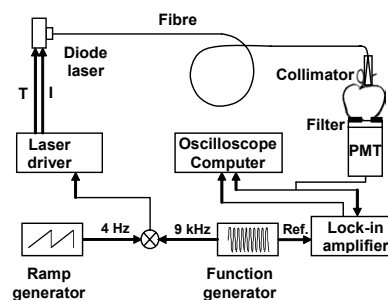 Fibre
Diode
laser
Collimator
T
I
Filter
PMT
Laser
driver
Oscilloscope
Computer
4 Hz
9 kHz
Ref.
Lock-in
amplifier
Ramp
generator
Function
generator